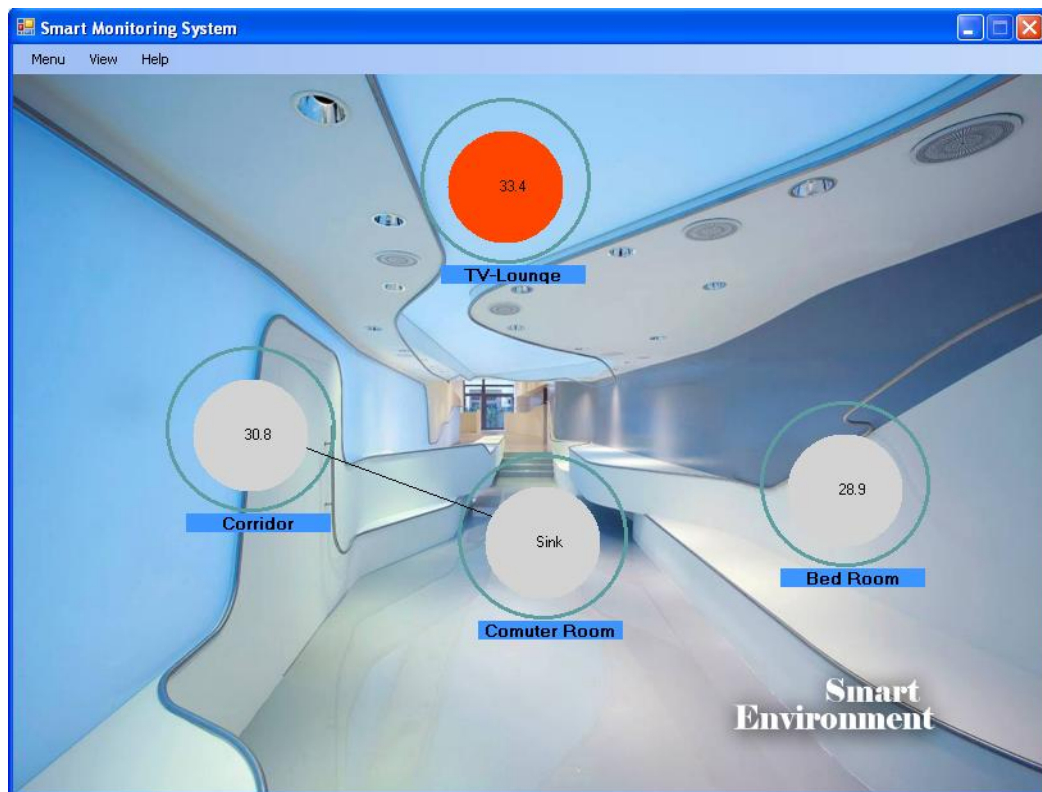 Smart Monitoring System
Menu View Help
33.4
TV-Lounge
30.8
Corridor
Sink
Comuter Room
28.9
Bed Room
Smart
Environment